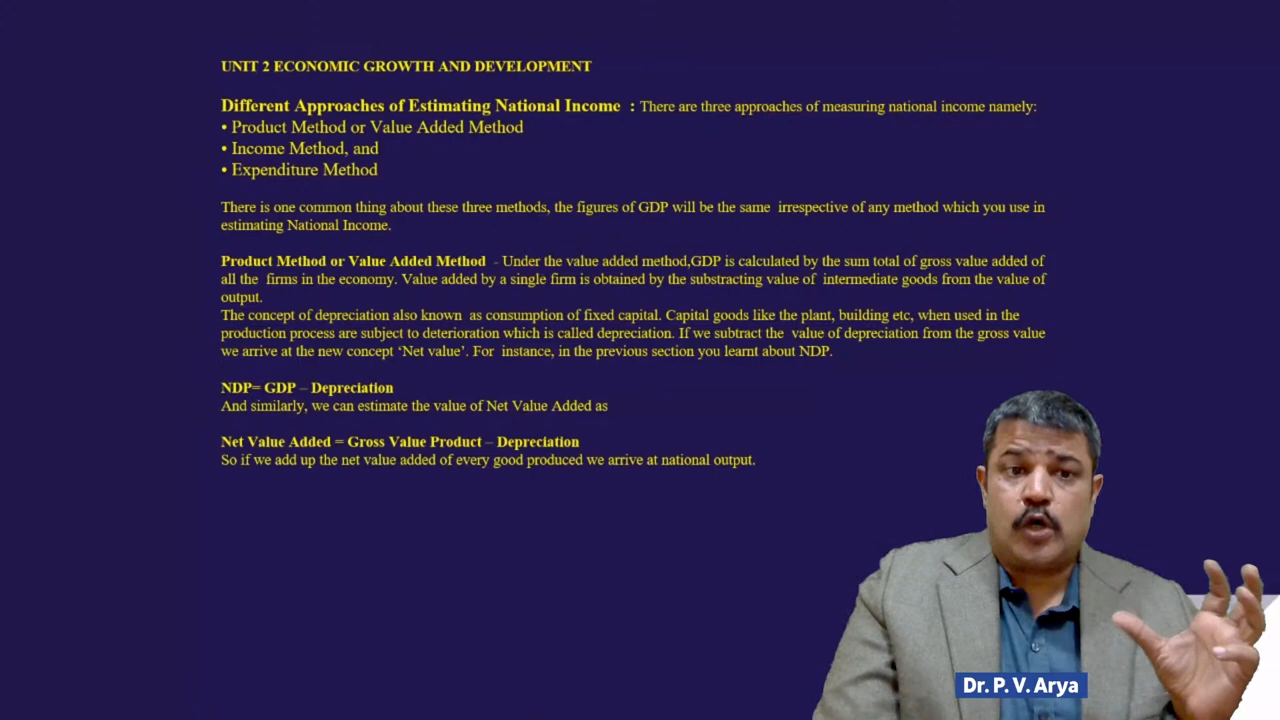 UNIT 2 ECONOMIC GROWTH AND DEVELOPMENT
Different Approaches of Estimating National Income : There are three approaches of measuring national income namely:
• Product Method or Value Added Method
• Income Method, and
• Expenditure Method
There is one common thing about these three methods, the figures of GDP will be the same irrespective of any method which you use in
estimating National Income.
Product Method or Value Added Method - Under the value added method,GDP is calculated by the sum total of gross value added of
all the firms in the economy. Value added by a single firm is obtained by the substracting value of intermediate goods from the value of
output.
The concept of depreciation also known as consumption of fixed capital. Capital goods like the plant, building etc, when used in the
production process are subject to deterioration which is called depreciation. If we subtract the value of depreciation from the gross value
we arrive at the new concept ‘Net value’. For instance, in the previous section you learnt about NDP.
NDP= GDP – Depreciation
And similarly, we can estimate the value of Net Value Added as
Net Value Added = Gross Value Product – Depreciation
So if we add up the net value added of every good produced we arrive at national output.
Dr. P. V. Arya